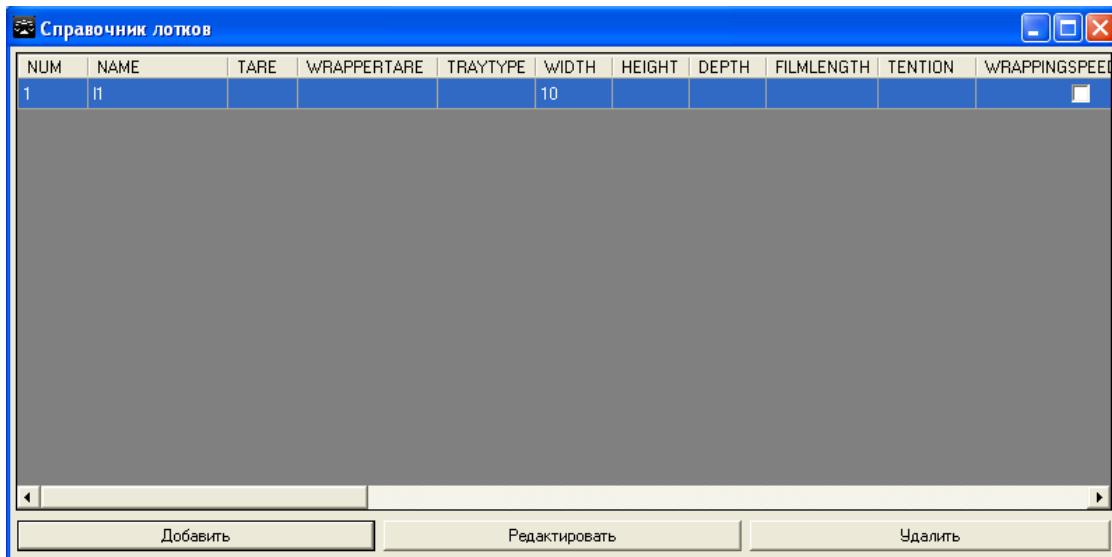 Справочник лотков
NUM NAME TARE WRAPPERTARE TRAYTYPE WIDTH HEIGHT DEPTH FILMLENGTH TENTION WRAPPINGSPEED
1 l1 10
Добавить Редактировать Удалить